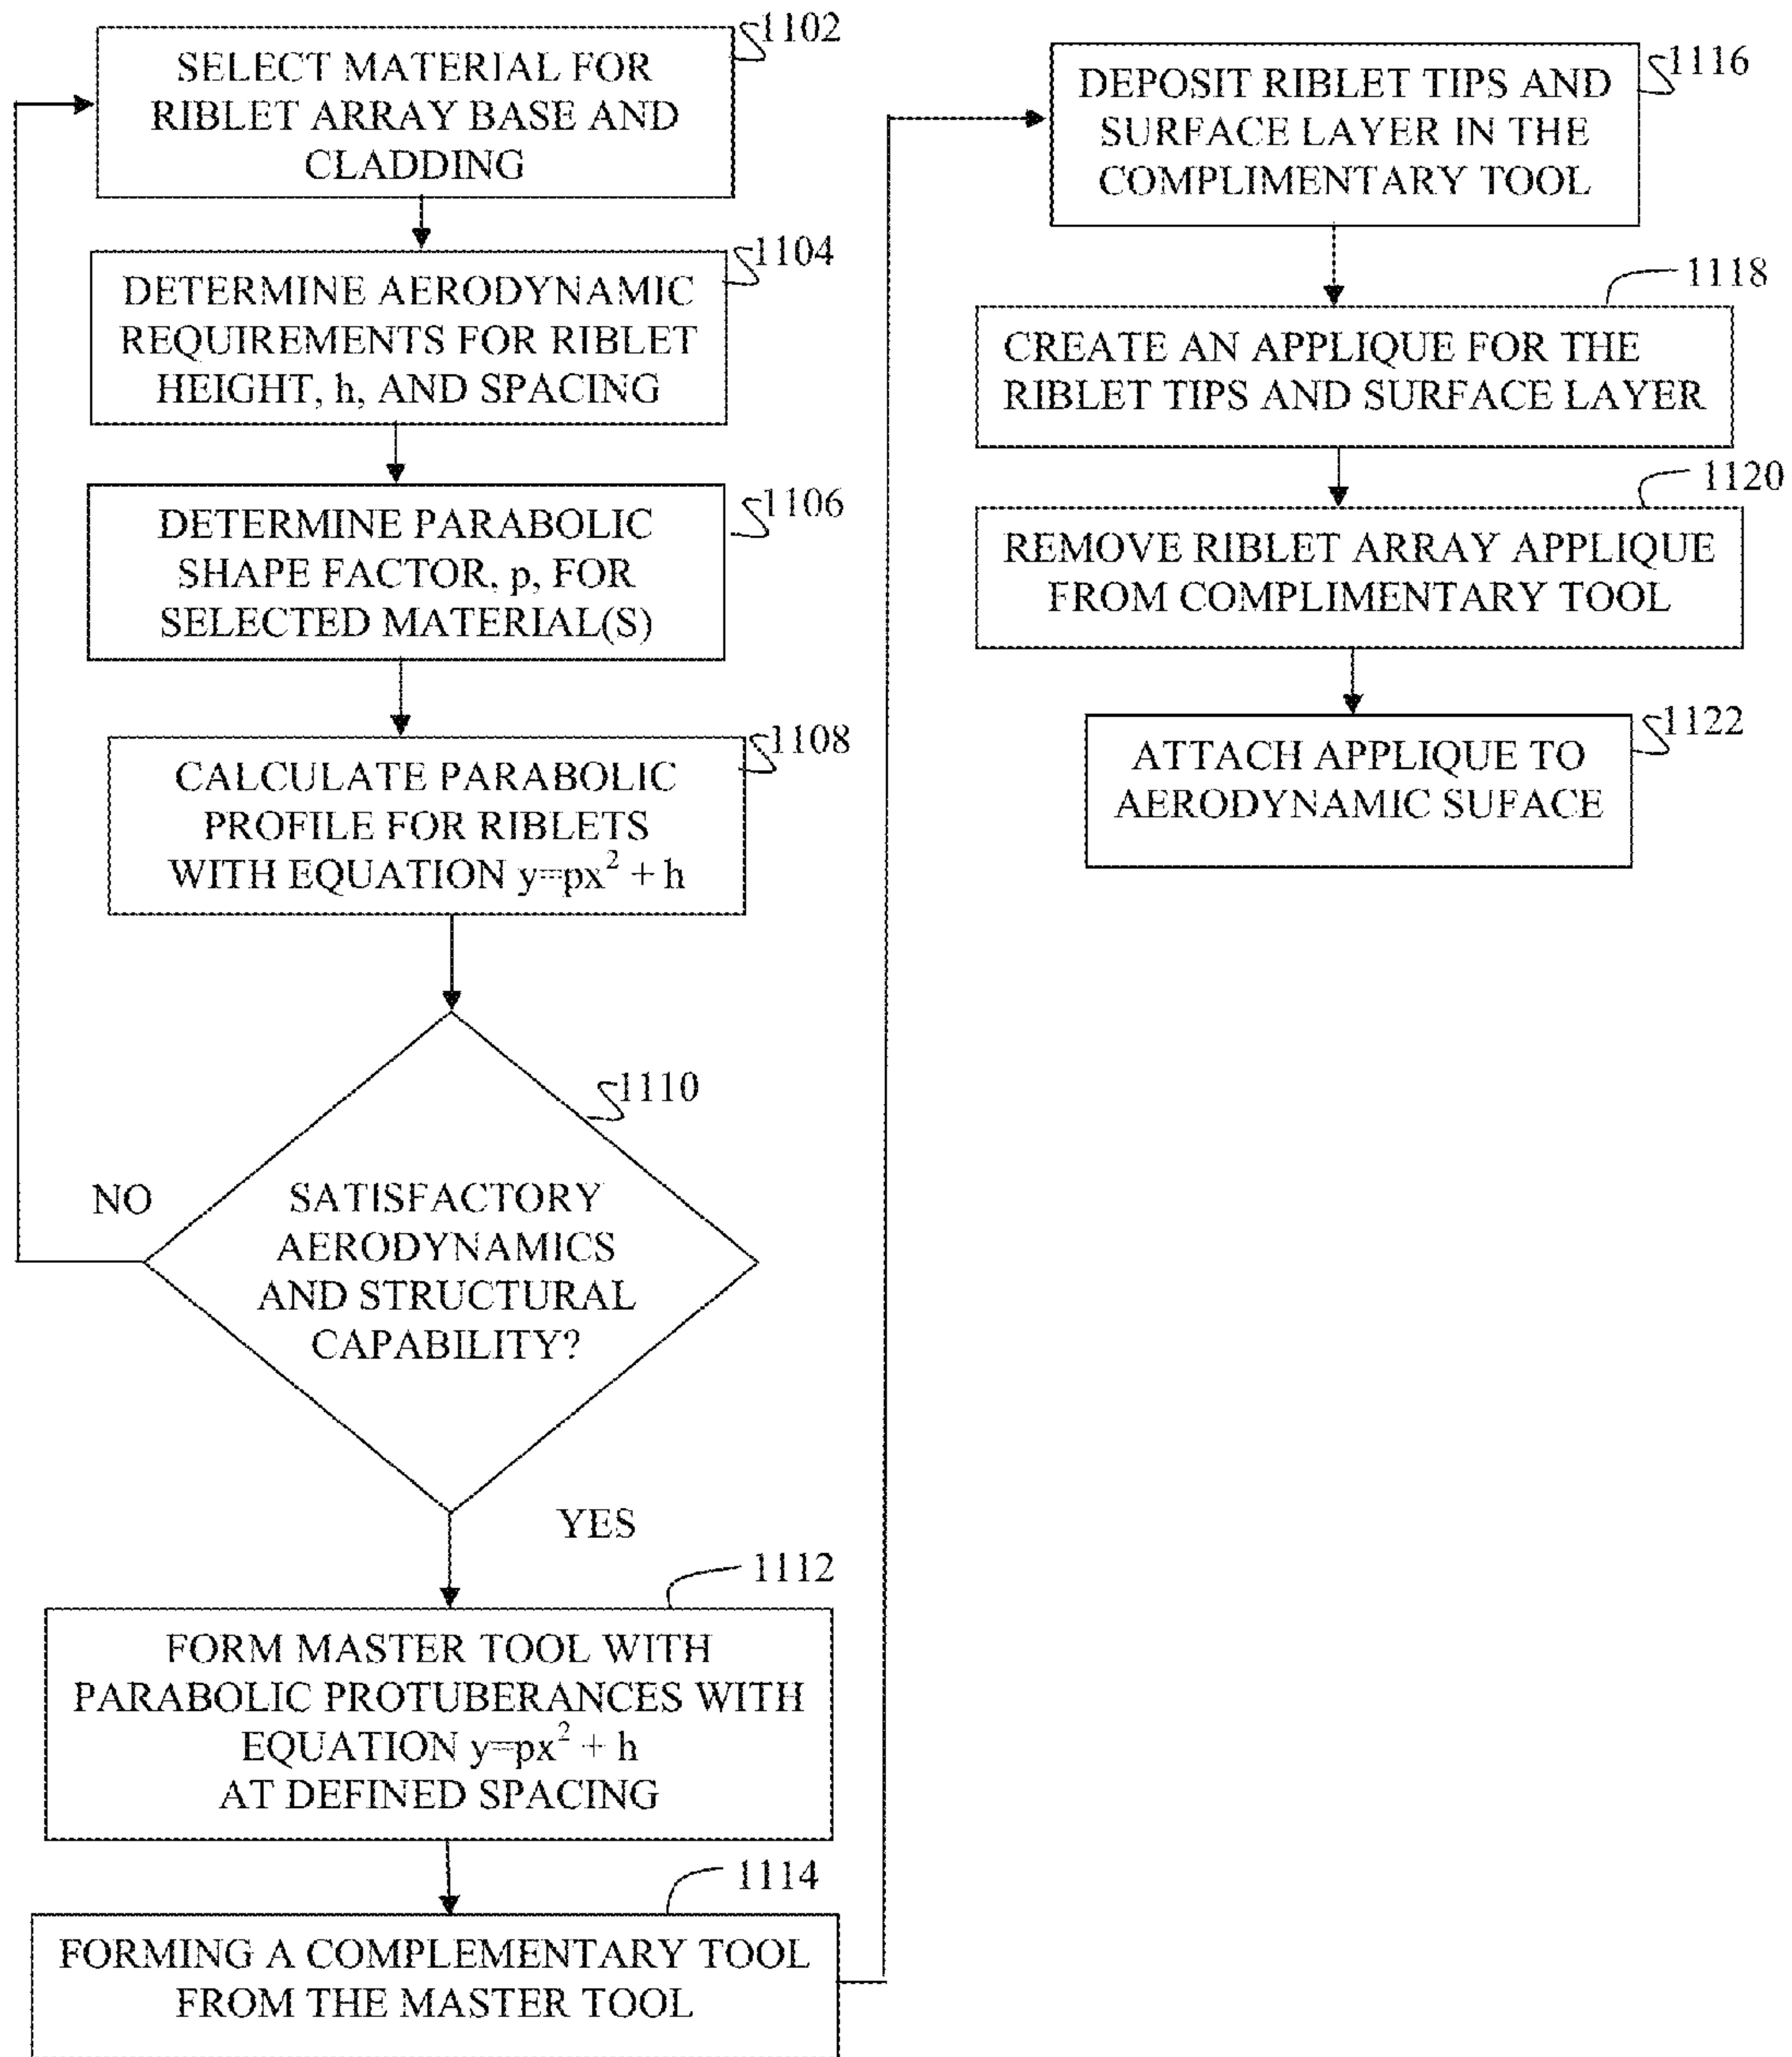 1102
SELECT MATERIAL FOR
RIBLET ARRAY BASE AND
CLADDING
1104
DETERMINE AERODYNAMIC
REQUIREMENTS FOR RIBLET
HEIGHT, h, AND SPACING
1106
DETERMINE PARABOLIC
SHAPE FACTOR, p, FOR
SELECTED MATERIAL(S)
1108
CALCULATE PARABOLIC
PROFILE FOR RIBLETS
WITH EQUATION y=px² + h
1110
NO
SATISFACTORY
AERODYNAMICS
AND STRUCTURAL
CAPABILITY?
YES
1112
FORM MASTER TOOL WITH
PARABOLIC PROTUBERANCES WITH
EQUATION y=px² + h
AT DEFINED SPACING
1114
FORMING A COMPLEMENTARY TOOL
FROM THE MASTER TOOL
1116
DEPOSIT RIBLET TIPS AND
SURFACE LAYER IN THE
COMPLIMENTARY TOOL
1118
CREATE AN APPLIQUE FOR THE
RIBLET TIPS AND SURFACE LAYER
1120
REMOVE RIBLET ARRAY APPLIQUE
FROM COMPLIMENTARY TOOL
1122
ATTACH APPLIQUE TO
AERODYNAMIC SUFACE